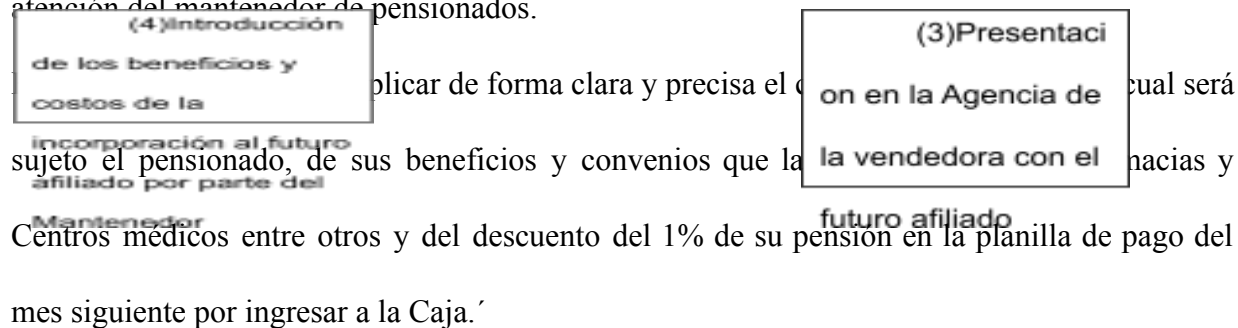 atención del mantenedor de pensionados.
(4)Introducción
de los beneficios y
costos de la
incorporación al futuro
afiliado por parte del
Mantenedor
(3)Presentaci
on en la Agencia de
la vendedora con el
futuro afiliado
plicar de forma clara y precisa el cual será
sujeto el pensionado, de sus beneficios y convenios que la macias y
Centros médicos entre otros y del descuento del 1% de su pensión en la planilla de pago del
mes siguiente por ingresar a la Caja.´